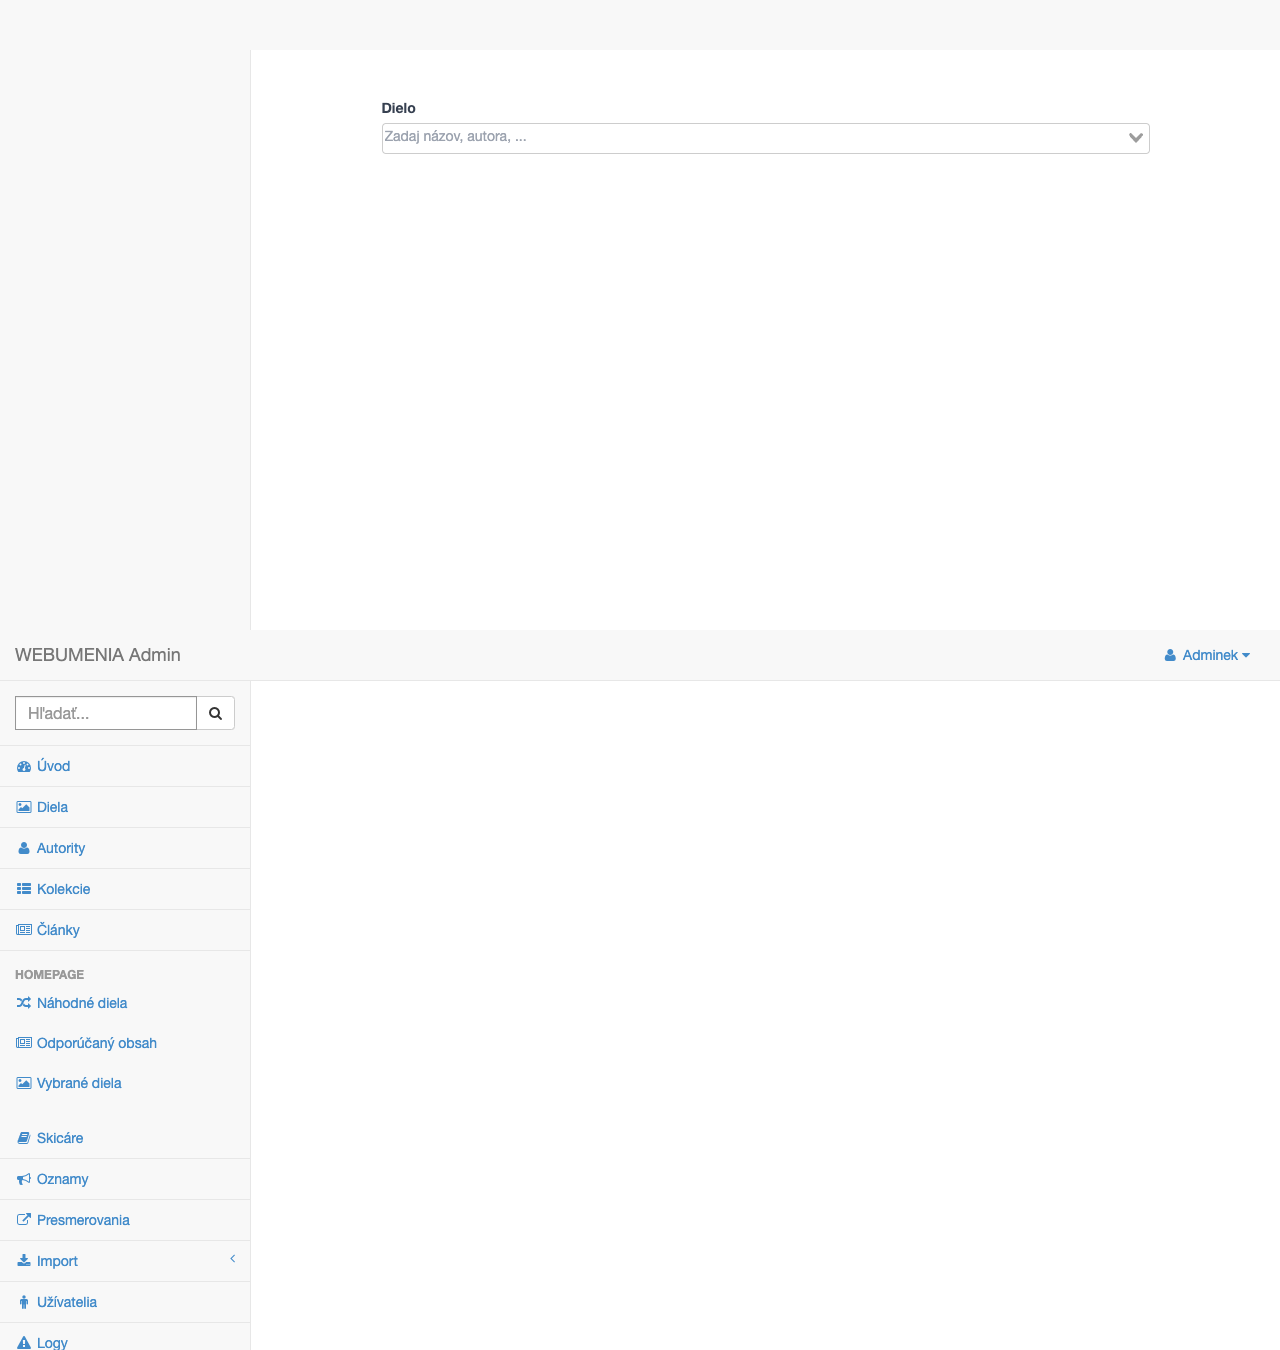 Dielo
Zadaj názov, autora, ...
WEBUMENIA Admin
Adminek
Hľadať...
Úvod
Diela
Autority
Kolekcie
Články
HOMEPAGE
Náhodné diela
Odporúčaný obsah
Vybrané diela
Skicáre
Oznamy
Presmerovania
Import
Užívatelia
Logy